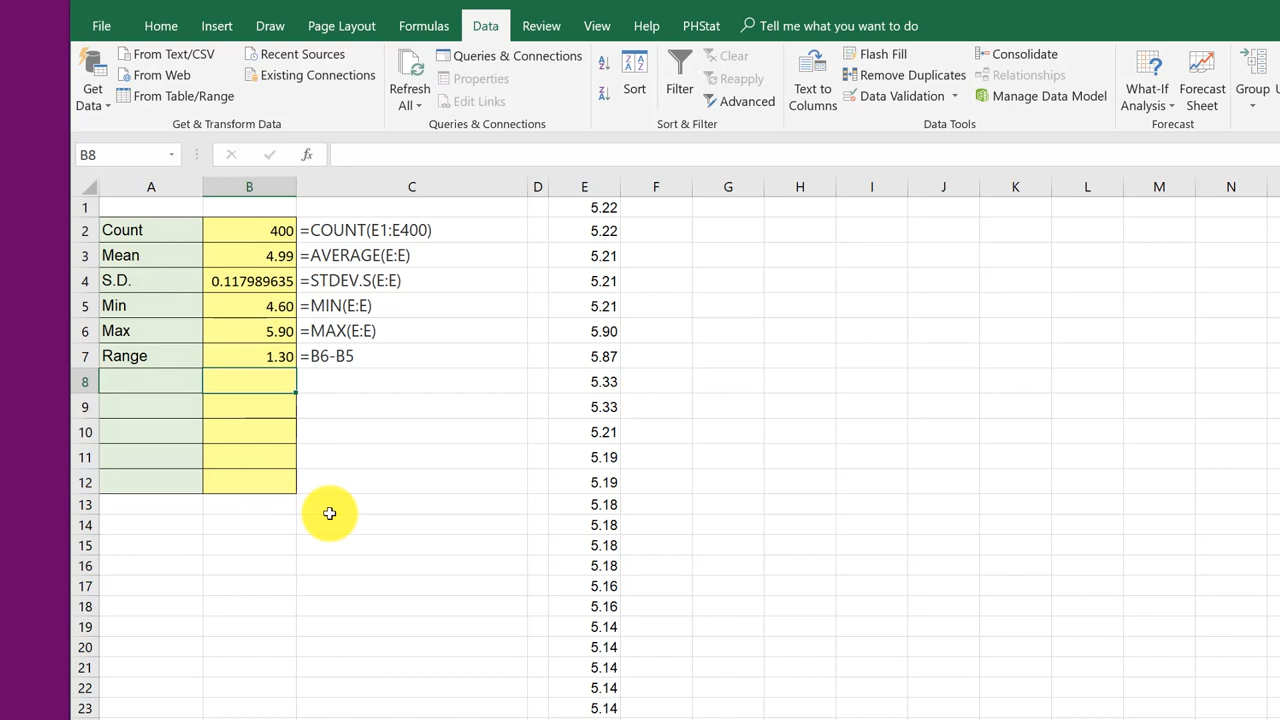 File Home Insert Draw Page Layout Formulas Data Review View Help PHStat Tell me what you want to do
Get Data
From Text/CSV
From Web
From Table/Range
Recent Sources
Existing Connections
Get & Transform Data
Refresh All
Queries & Connections
Properties
Edit Links
Queries & Connections
Sort
Filter
Clear
Reapply
Advanced
Sort & Filter
Text to Columns
Flash Fill
Remove Duplicates
Data Validation
Consolidate
Relationships
Manage Data Model
Data Tools
What-If Analysis
Forecast Sheet
Forecast
Group
B8 fx
A B C D E F G H I J K L M N
1 5.22
2 Count 400 =COUNT(E1:E400) 5.22
3 Mean 4.99 =AVERAGE(E:E) 5.21
4 S.D. 0.117989635 =STDEV.S(E:E) 5.21
5 Min 4.60 =MIN(E:E) 5.21
6 Max 5.90 =MAX(E:E) 5.90
7 Range 1.30 =B6-B5 5.87
8 5.33
9 5.33
10 5.21
11 5.19
12 5.19
13 5.18
14 5.18
15 5.18
16 5.18
17 5.16
18 5.16
19 5.14
20 5.14
21 5.14
22 5.14
23 5.14